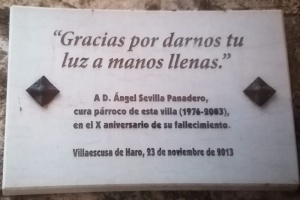 “Gracias por darnos tu
luz a manos llenas.”
A D. Ángel Sevilla Panadero,
cura párroco de esta villa (1976-2003),
en el X aniversario de su fallecimiento.
Villaescusa de Haro, 23 de noviembre de 2013